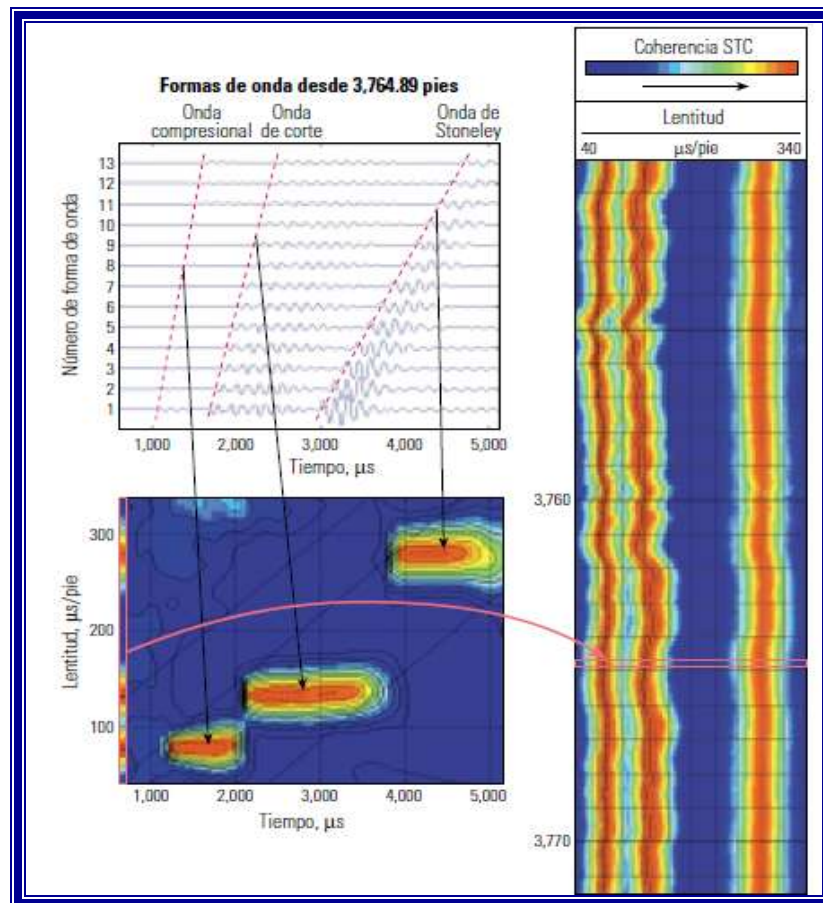 Formas de onda desde 3,764.89 pies
Onda compresional
Onda de corte
Onda de Stoneley
Número de forma de onda
13
12
11
10
9
8
7
6
5
4
3
2
1
1,000 2,000 3,000 4,000 5,000
Tiempo, µs
Lentitud, µs/pie
300
200
100
1,000 2,000 3,000 4,000 5,000
Tiempo, µs
Coherencia STC
Lentitud
40 µs/pie 340
3,760
3,770